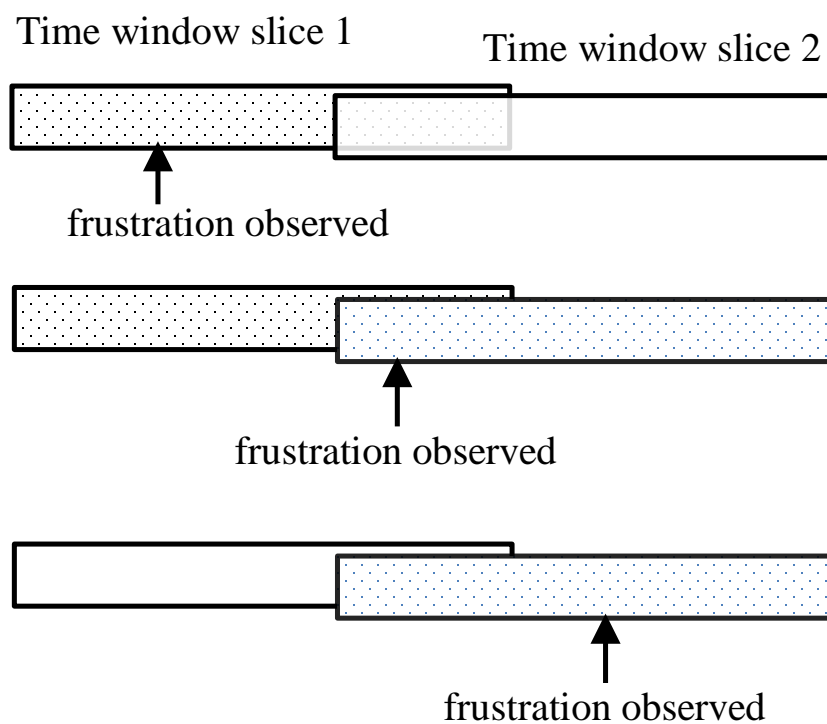 Time window slice 1
Time window slice 2
frustration observed
frustration observed
frustration observed